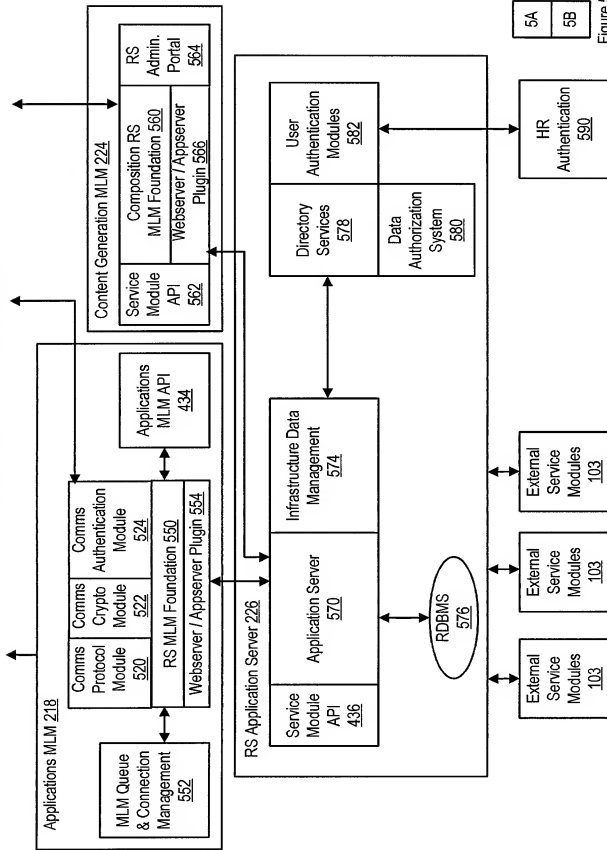 Applications MLM 218
MLM Queue
& Connection
Management
552
Comms
Protocol
Module
520
Comms
Crypto
Module
522
Comms
Authentication
Module
524
RS MLM Foundation 550
Webserver / Appserver Plugin 554
Applications
MLM API
434
Content Generation MLM 224
Service
Module
API
562
Composition RS
MLM Foundation 560
Webserver / Appserver
Plugin 566
RS
Admin.
Portal
564
RS Application Server 226
Service
Module
API
436
Application Server
570
Infrastructure Data
Management
574
RDBMS
576
Directory
Services
578
User
Authentication
Modules
582
Data
Authorization
System
580
External
Service
Modules
103
External
Service
Modules
103
External
Service
Modules
103
HR
Authentication
590
5A
5B